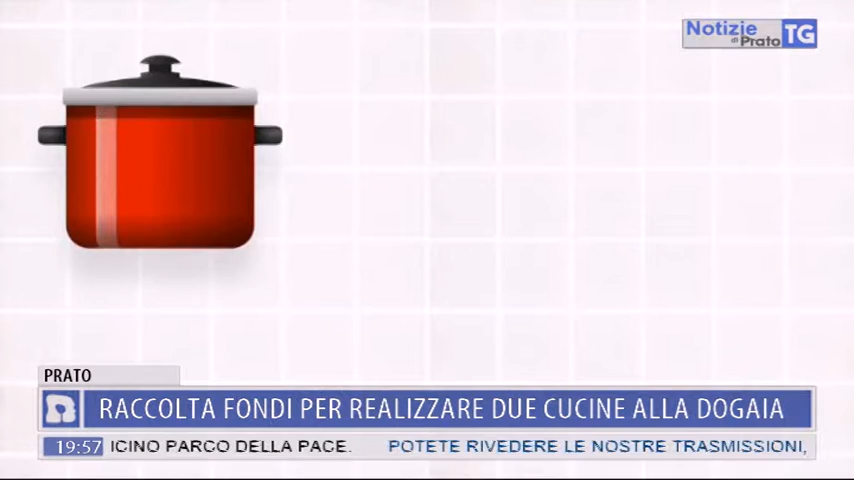 Notizie
di Prato TG
PRATO
RACCOLTA FONDI PER REALIZZARE DUE CUCINE ALLA DOGAIA
19:57 ICINO PARCO DELLA PACE. POTETE RIVEDERE LE NOSTRE TRASMISSIONI,